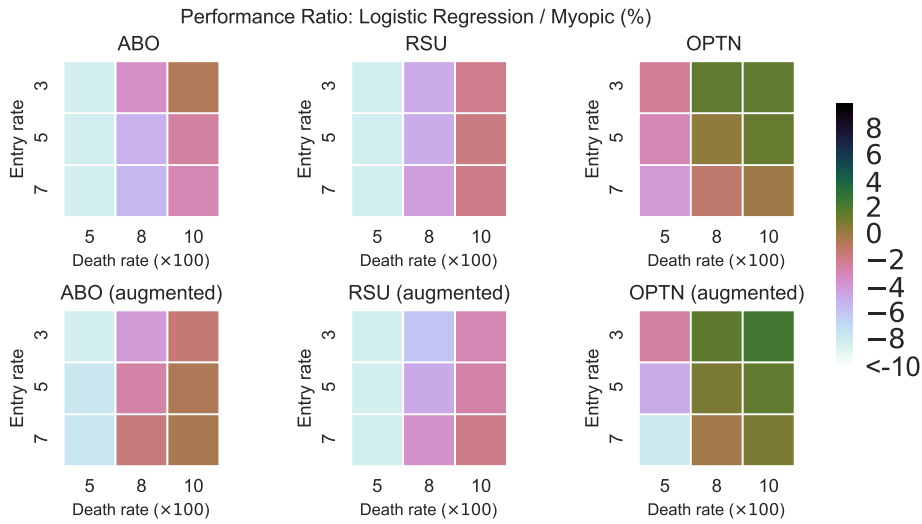 Performance Ratio: Logistic Regression / Myopic (%)
ABO
RSU
OPTN
Entry rate
3
5
7
Entry rate
3
5
7
Entry rate
3
5
7
5 8 10
5 8 10
5 8 10
Death rate (×100)
Death rate (×100)
Death rate (×100)
ABO (augmented)
RSU (augmented)
OPTN (augmented)
Entry rate
3
5
7
Entry rate
3
5
7
Entry rate
3
5
7
5 8 10
5 8 10
5 8 10
Death rate (×100)
Death rate (×100)
Death rate (×100)
8
6
4
2
0
−2
−4
−6
−8
<-10